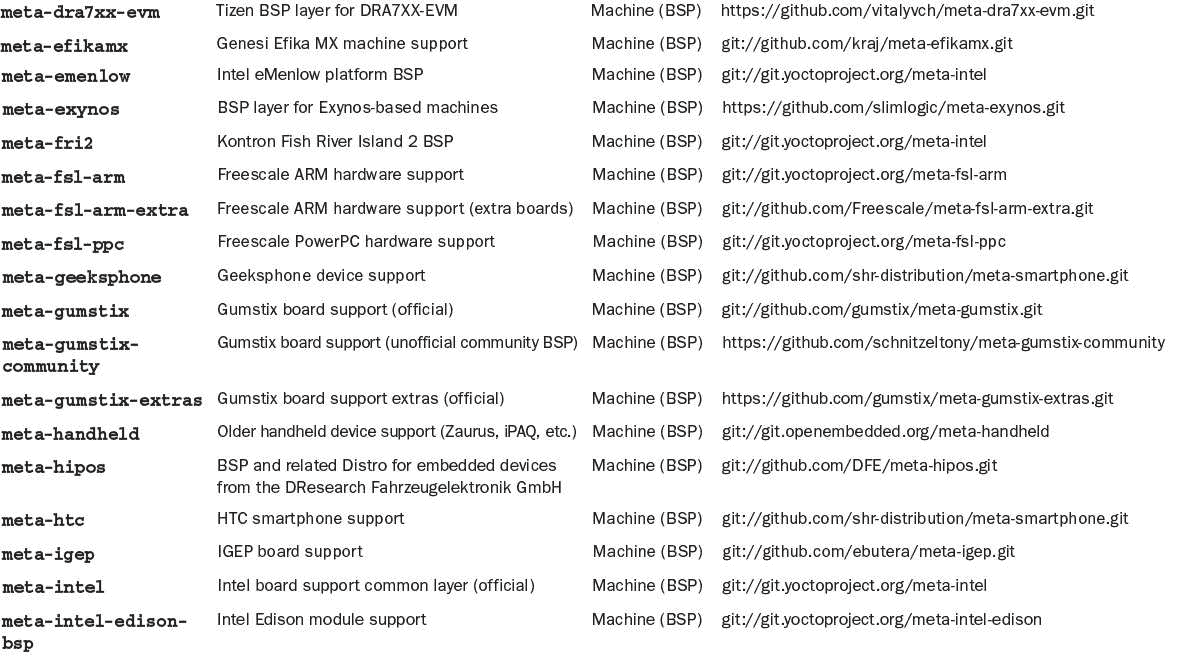 meta-dra7xx-evm Tizen BSP layer for DRA7XX-EVM Machine (BSP) https://github.com/vitalyvch/meta-dra7xx-evm.git
meta-efikamx Genesi Efika MX machine support Machine (BSP) git://github.com/kraj/meta-efikamx.git
meta-emenlow Intel eMenlow platform BSP Machine (BSP) git://git.yoctoproject.org/meta-intel
meta-exynos BSP layer for Exynos-based machines Machine (BSP) https://github.com/slimlogic/meta-exynos.git
meta-fri2 Kontron Fish River Island 2 BSP Machine (BSP) git://git.yoctoproject.org/meta-intel
meta-fsl-arm Freescale ARM hardware support Machine (BSP) git://git.yoctoproject.org/meta-fsl-arm
meta-fsl-arm-extra Freescale ARM hardware support (extra boards) Machine (BSP) git://github.com/Freescale/meta-fsl-arm-extra.git
meta-fsl-ppc Freescale PowerPC hardware support Machine (BSP) git://git.yoctoproject.org/meta-fsl-ppc
meta-geeksphone Geeksphone device support Machine (BSP) git://github.com/shr-distribution/meta-smartphone.git
meta-gumstix Gumstix board support (official) Machine (BSP) git://github.com/gumstix/meta-gumstix.git
meta-gumstix- Gumstix board support (unofficial community BSP) Machine (BSP) https://github.com/schnitzeltony/meta-gumstix-community
community
meta-gumstix-extras Gumstix board support extras (official) Machine (BSP) https://github.com/gumstix/meta-gumstix-extras.git
meta-handheld Older handheld device support (Zaurus, iPAQ, etc.) Machine (BSP) git://git.openembedded.org/meta-handheld
meta-hipos BSP and related Distro for embedded devices Machine (BSP) git://github.com/DFE/meta-hipos.git
from the DResearch Fahrzeugelektronik GmbH
meta-htc HTC smartphone support Machine (BSP) git://github.com/shr-distribution/meta-smartphone.git
meta-igep IGEP board support Machine (BSP) git://github.com/ebutera/meta-igep.git
meta-intel Intel board support common layer (official) Machine (BSP) git://git.yoctoproject.org/meta-intel
meta-intel-edison- Intel Edison module support Machine (BSP) git://git.yoctoproject.org/meta-intel-edison
bsp